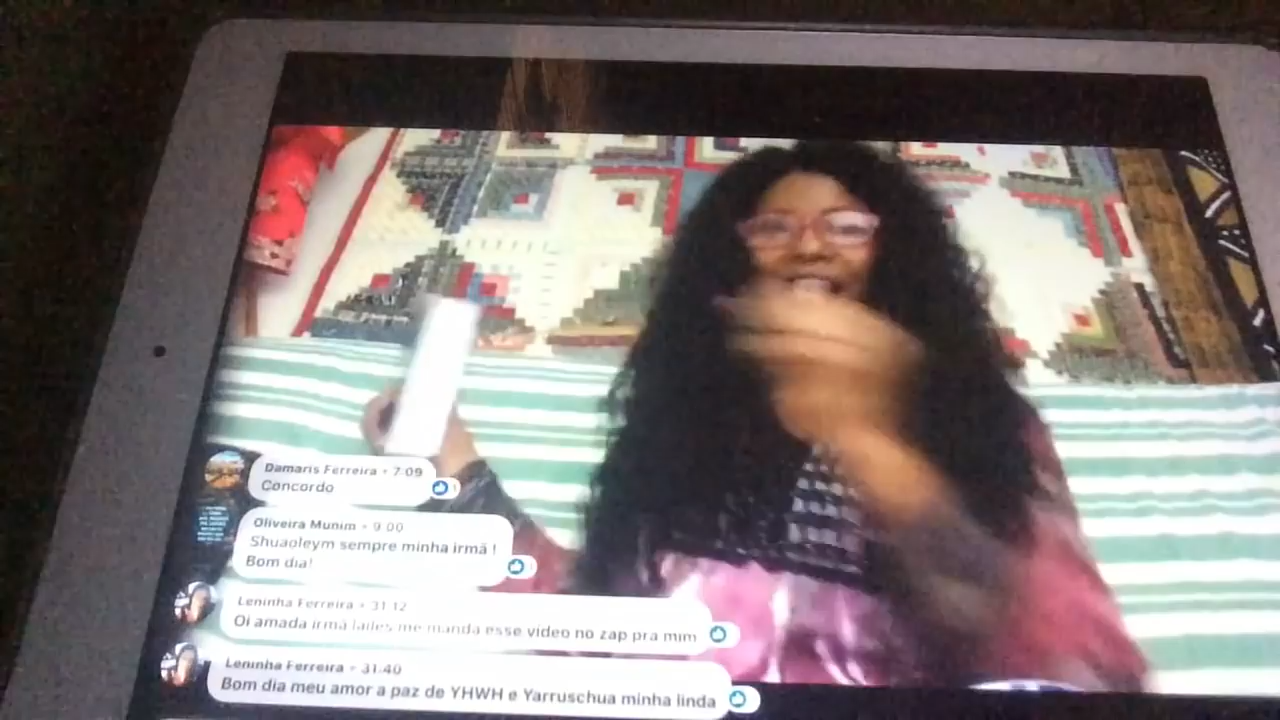 Damaris Ferreira • 7:09
Concordo
Oliveira Munim • 9:00
Shuaoleym sempre minha irmã !
Bom dia!
Leninha Ferreira • 31:12
Oi amada irmã me manda esse video no zap pra mim
Leninha Ferreira • 31:40
Bom dia meu amor a paz de YHWH e Yarruschua minha linda